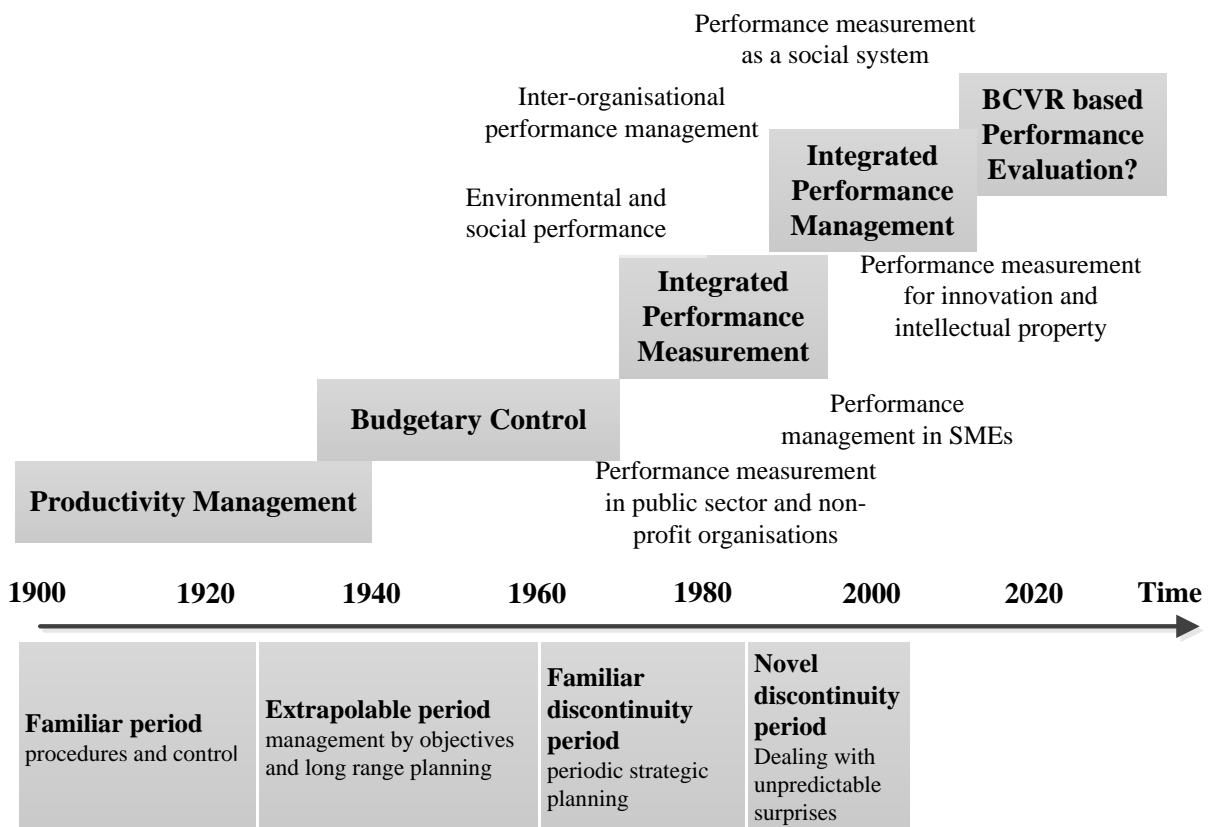 Performance measurement
as a social system
Inter-organisational
performance management
BCVR based
Performance
Evaluation?
Integrated
Performance
Management
Environmental and
social performance
Integrated
Performance
Measurement
Performance measurement
for innovation and
intellectual property
Budgetary Control
Performance
management in SMEs
Productivity Management
Performance measurement
in public sector and non-
profit organisations
1900 1920 1940 1960 1980 2000 2020 Time
Familiar period
procedures and control
Extrapolable period
management by objectives
and long range planning
Familiar
discontinuity
period
periodic strategic
planning
Novel
discontinuity
period
Dealing with
unpredictable
surprises